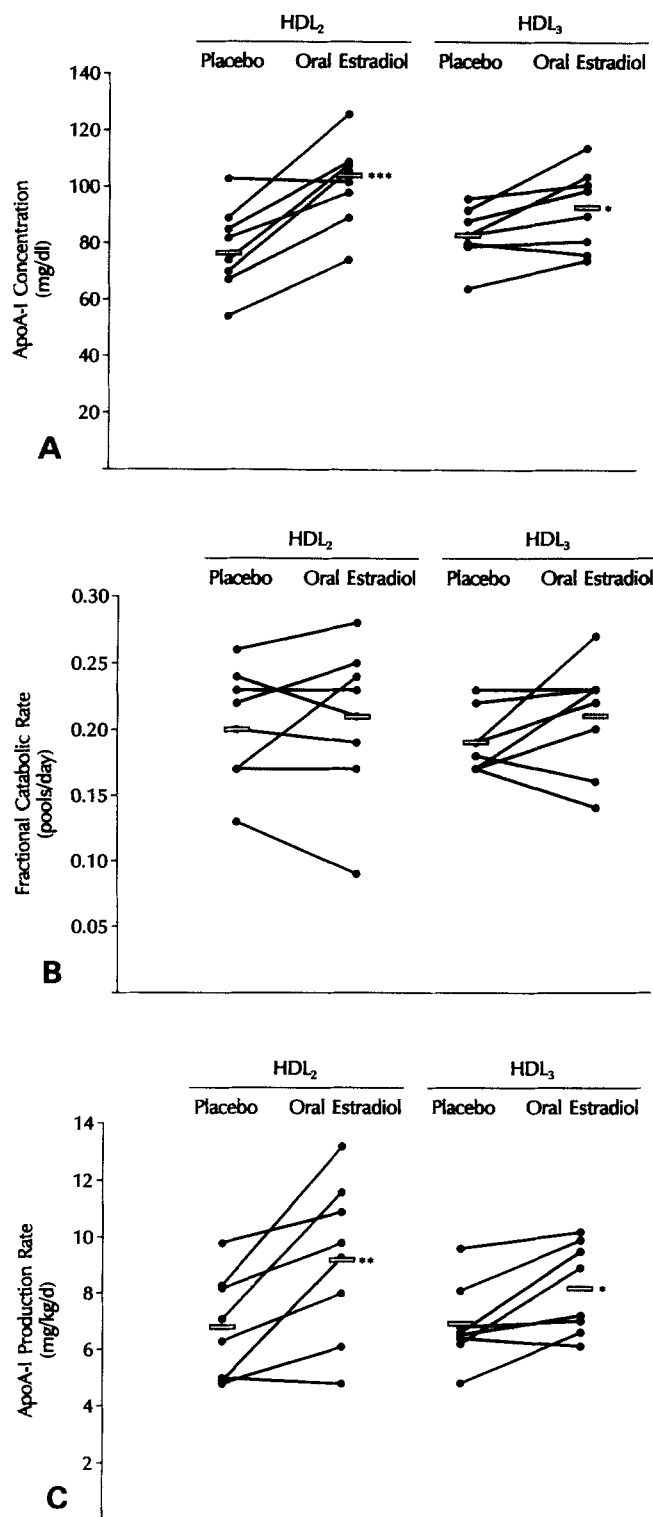 HDL₂ HDL₃
Placebo Oral Estradiol Placebo Oral Estradiol
140
120
100
80
60
40
20
ApoA-I Concentration
(mg/dl)
***
*
A
HDL₂ HDL₃
Placebo Oral Estradiol Placebo Oral Estradiol
0.30
0.25
0.20
0.15
0.10
0.05
Fractional Catabolic Rate
(pools/day)
B
HDL₂ HDL₃
Placebo Oral Estradiol Placebo Oral Estradiol
14
12
10
8
6
4
2
ApoA-I Production Rate
(mg/kg/d)
**
*
C